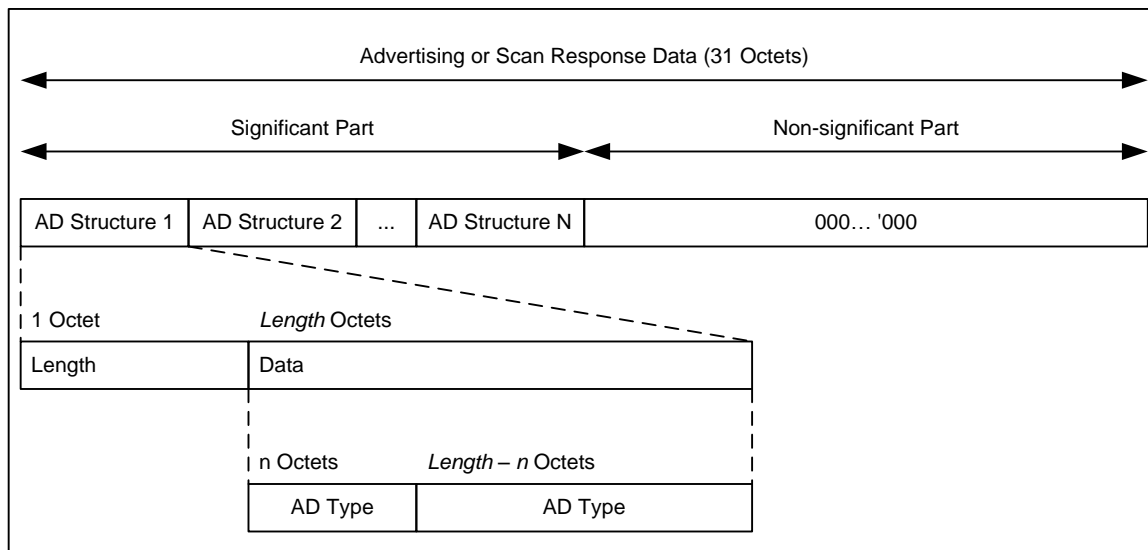 Advertising or Scan Response Data (31 Octets)
Significant Part Non-significant Part
AD Structure 1 AD Structure 2 ... AD Structure N 000… '000
1 Octet Length Octets
Length Data
n Octets Length – n Octets
AD Type AD Type